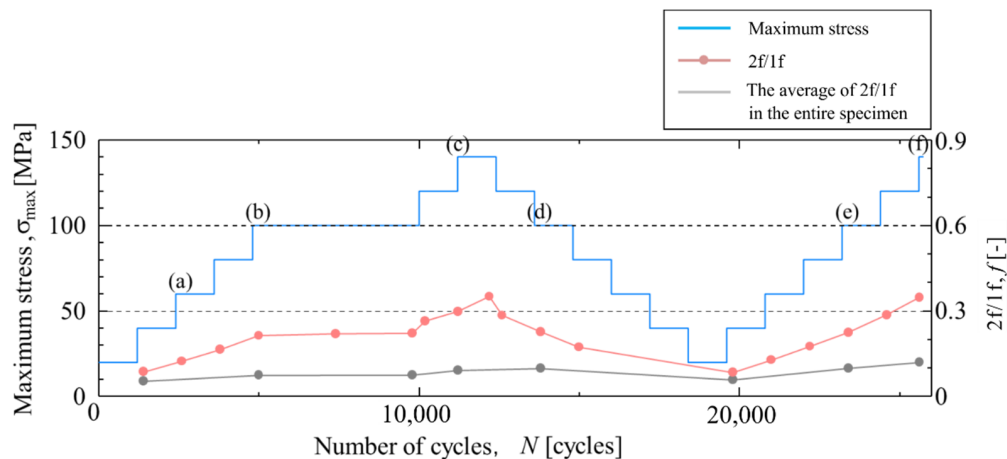 Maximum stress
2f/1f
The average of 2f/1f
in the entire specimen
Maximum stress, σmax [MPa]
150
100
50
0
(a)
(b)
(c)
(d)
(e)
(f)
0.9
0.6
0.3
0
2f/1f, f [-]
0
10,000
20,000
Number of cycles, N [cycles]